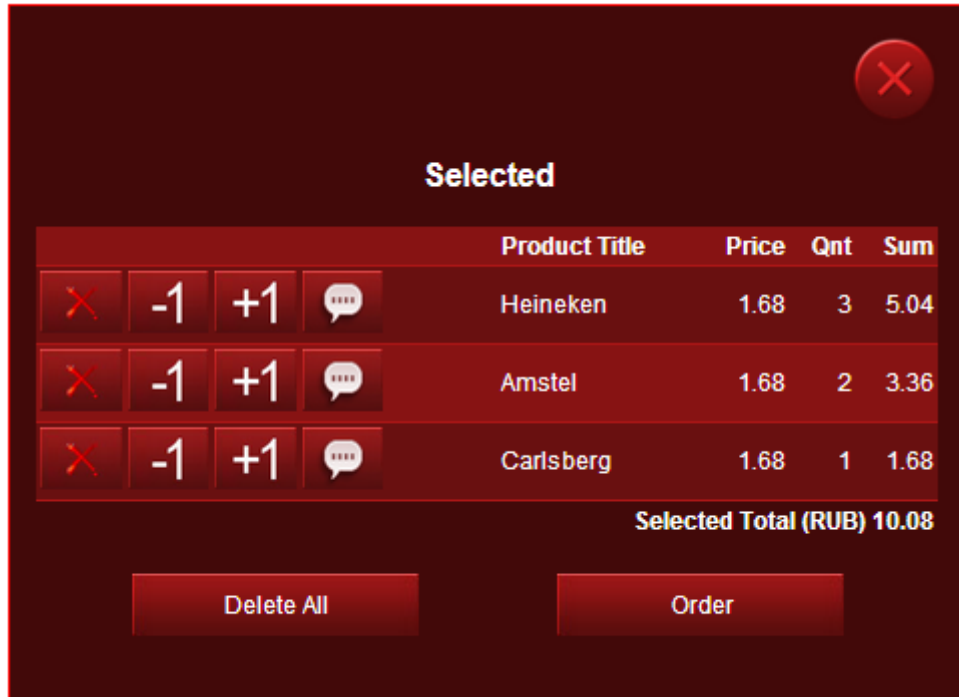 Selected
Product Title Price Qnt Sum
-1 +1 Heineken 1.68 3 5.04
-1 +1 Amstel 1.68 2 3.36
-1 +1 Carlsberg 1.68 1 1.68
Selected Total (RUB) 10.08
Delete All Order